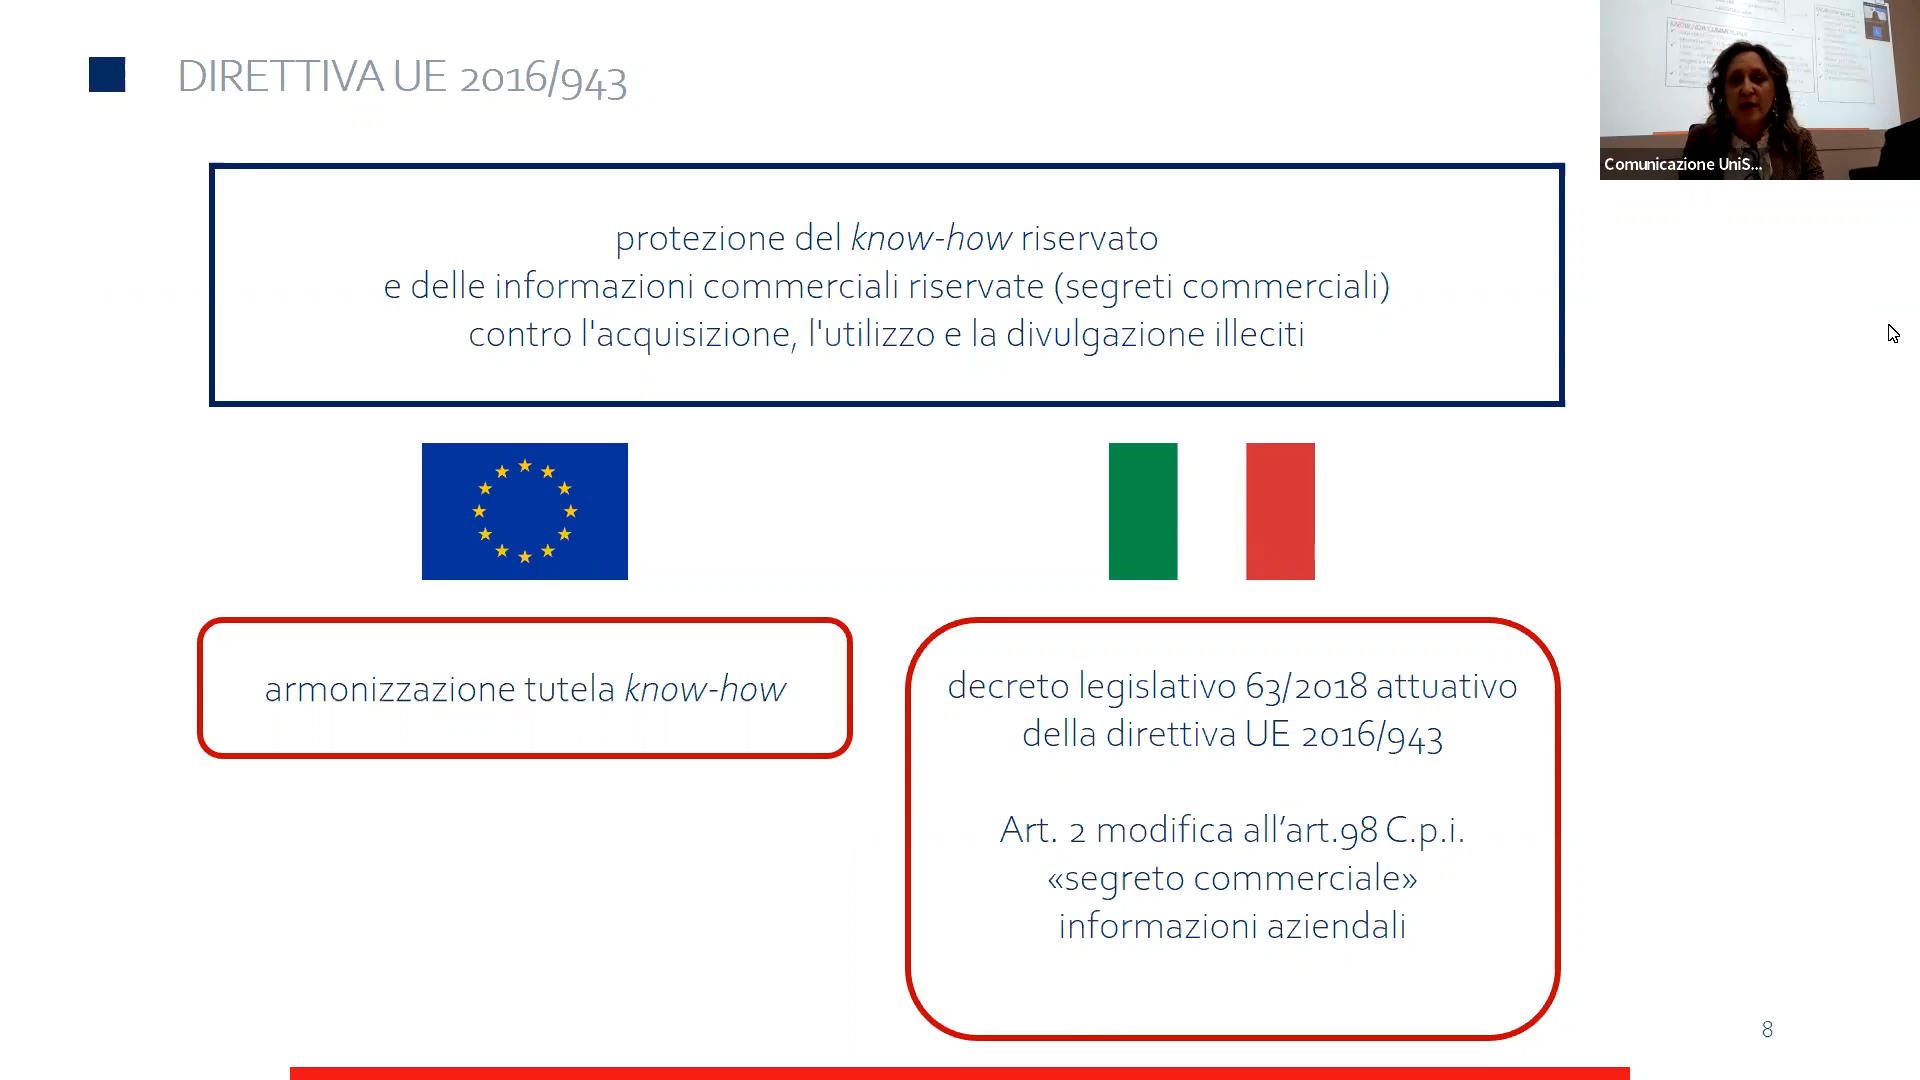 DIRETTIVA UE 2016/943
protezione del know-how riservato
e delle informazioni commerciali riservate (segreti commerciali)
contro l'acquisizione, l'utilizzo e la divulgazione illeciti
armonizzazione tutela know-how
decreto legislativo 63/2018 attuativo
della direttiva UE 2016/943
Art. 2 modifica all’art.98 C.p.i.
«segreto commerciale»
informazioni aziendali
8
Comunicazione UniS...